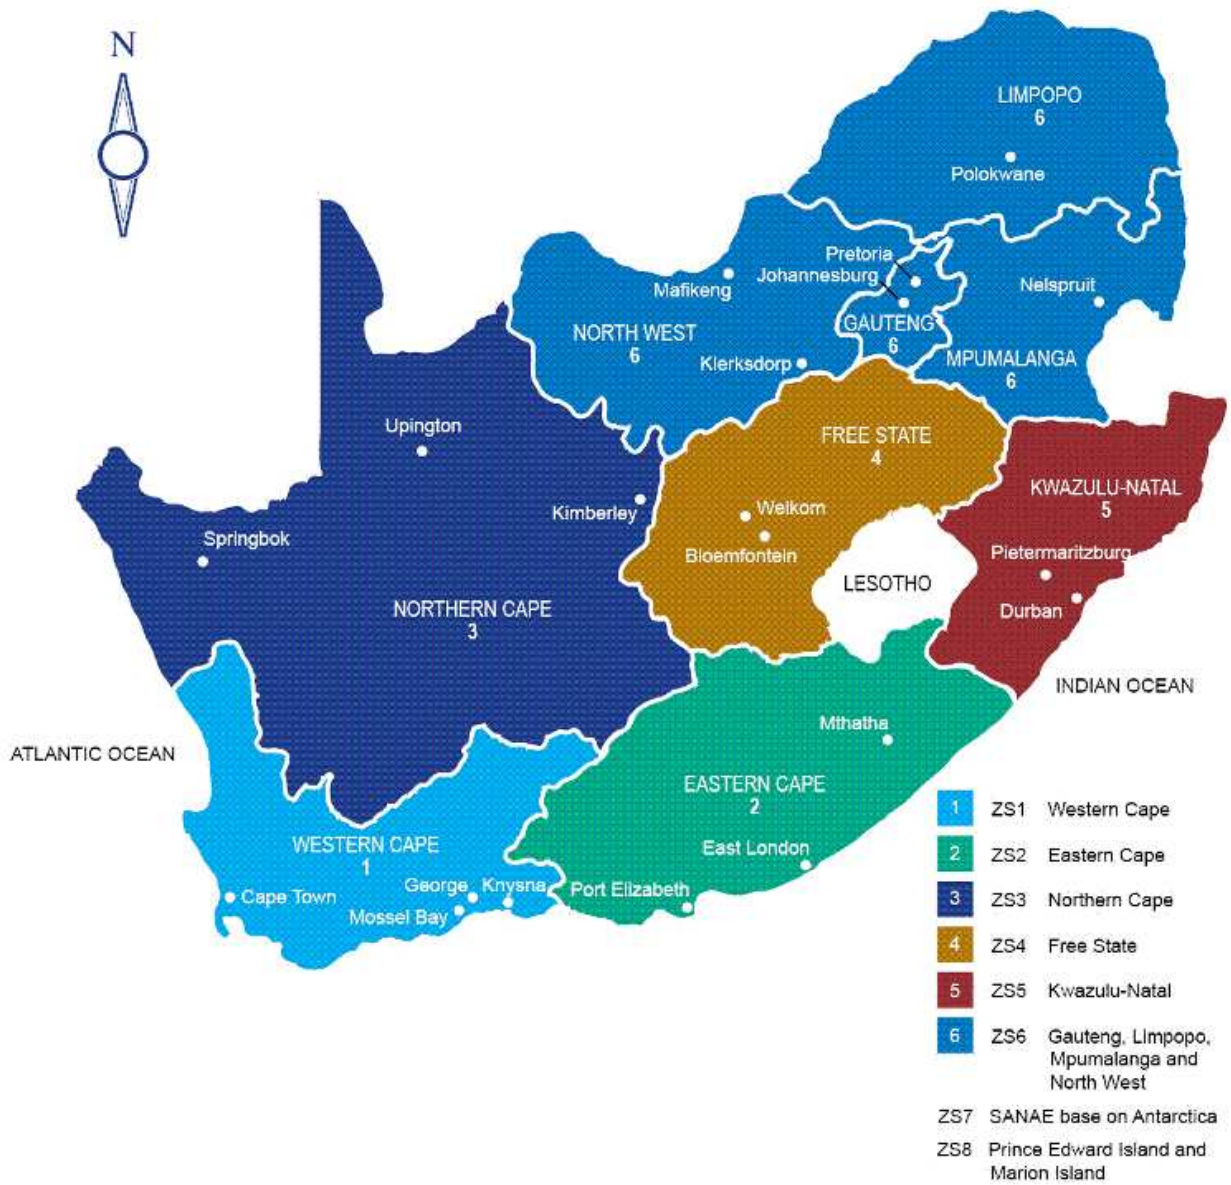 N
LIMPOPO
6
Polokwane
Pretoria
Johannesburg
Mafikeng
Nelspruit
GAUTENG
6
NORTH WEST
6
Klerksdorp
MPUMALANGA
6
Upington
FREE STATE
4
KWAZULU-NATAL
5
Kimberley
Welkom
Springbok
Bloemfontein
Pietermaritzburg
LESOTHO
Durban
NORTHERN CAPE
3
INDIAN OCEAN
Mthatha
ATLANTIC OCEAN
EASTERN CAPE
2
WESTERN CAPE
1
East London
George
Knysna
Port Elizabeth
Cape Town
Mossel Bay
1 ZS1 Western Cape
2 ZS2 Eastern Cape
3 ZS3 Northern Cape
4 ZS4 Free State
5 ZS5 Kwazulu-Natal
6 ZS6 Gauteng, Limpopo,
Mpumalanga and
North West
ZS7 SANAE base on Antarctica
ZS8 Prince Edward Island and
Marion Island